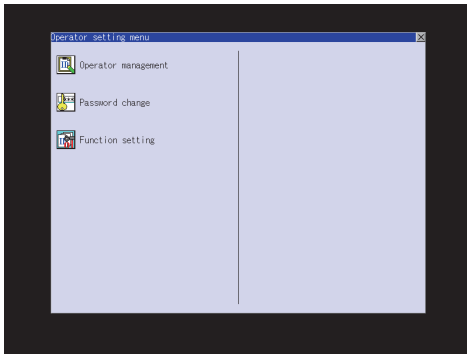 Operator setting menu
Operator management
Password change
Function setting